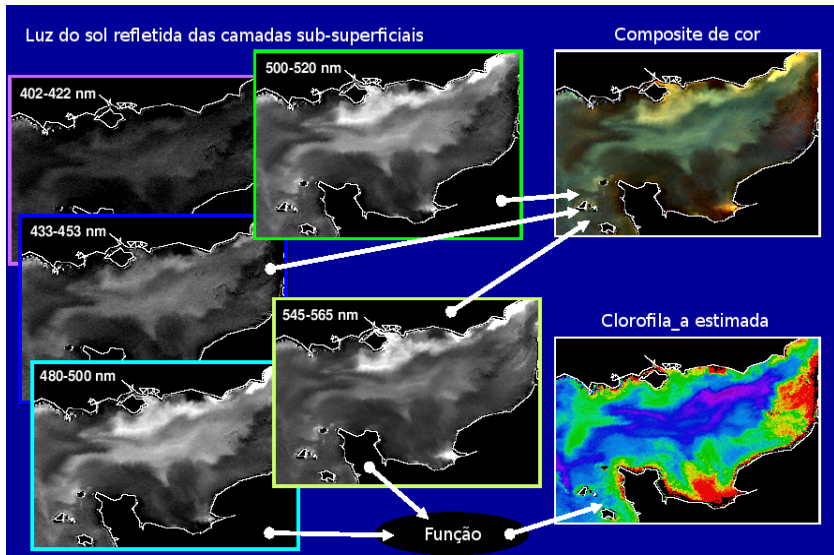 Luz do sol refletida das camadas sub-superficiais
Composite de cor
402-422 nm
500-520 nm
433-453 nm
545-565 nm
Clorofila_a estimada
480-500 nm
Função